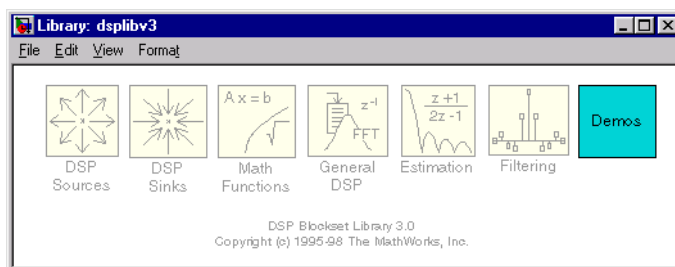 Library: dsplibv3
File Edit View Format
Ax = b
z-1
FFT
z+1
2z-1
Demos
DSP Sources
DSP Sinks
Math Functions
General DSP
Estimation
Filtering
DSP Blockset Library 3.0
Copyright (c) 1995-98 The MathWorks, Inc.